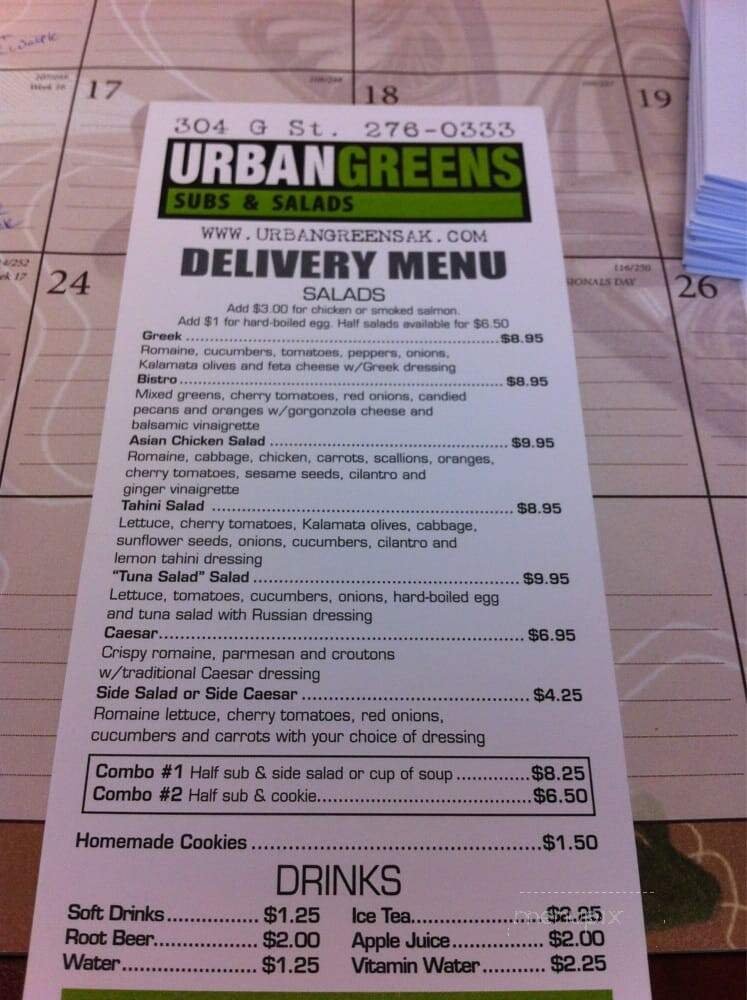 17
18
19
304 G St. 276-0333
URBANGREENS
SUBS & SALADS
WWW.URBANGREENSAK.COM
DELIVERY MENU
24
26
SALADS
Add $3.00 for chicken or smoked salmon.
Add $1 for hard-boiled egg. Half salads available for $6.50
Greek ........ $8.95
Romaine, cucumbers, tomatoes, peppers, onions,
Kalamata olives and feta cheese w/Greek dressing
Bistro ........ $8.95
Mixed greens, cherry tomatoes, red onions, candied
pecans and oranges w/gorgonzola cheese and
balsamic vinaigrette
Asian Chicken Salad ........ $9.95
Romaine, cabbage, chicken, carrots, scallions, oranges,
cherry tomatoes, sesame seeds, cilantro and
ginger vinaigrette
Tahini Salad ........ $8.95
Lettuce, cherry tomatoes, Kalamata olives, cabbage,
sunflower seeds, onions, cucumbers, cilantro and
lemon tahini dressing
"Tuna Salad" Salad ........ $9.95
Lettuce, tomatoes, cucumbers, onions, hard-boiled egg
and tuna salad with Russian dressing
Caesar ........ $6.95
Crispy romaine, parmesan and croutons
w/traditional Caesar dressing
Side Salad or Side Caesar ........ $4.25
Romaine lettuce, cherry tomatoes, red onions,
cucumbers and carrots with your choice of dressing
Combo #1 Half sub & side salad or cup of soup ........ $8.25
Combo #2 Half sub & cookie ........ $6.50
Homemade Cookies ........ $1.50
DRINKS
Soft Drinks ........ $1.25 Ice Tea ........ $2.25
Root Beer ........ $2.00 Apple Juice ........ $2.00
Water ........ $1.25 Vitamin Water ........ $2.25
menupix